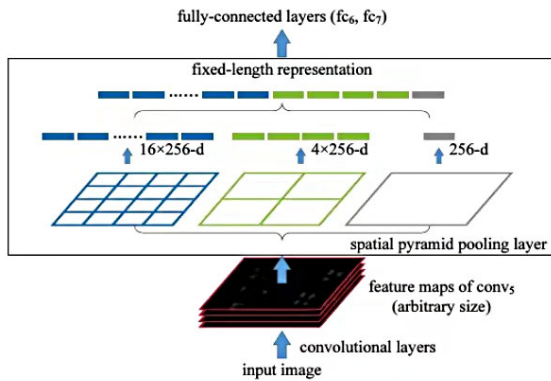 fully-connected layers (fc₆, fc₇)
fixed-length representation
16×256-d
4×256-d
256-d
spatial pyramid pooling layer
feature maps of conv₅
(arbitrary size)
convolutional layers
input image